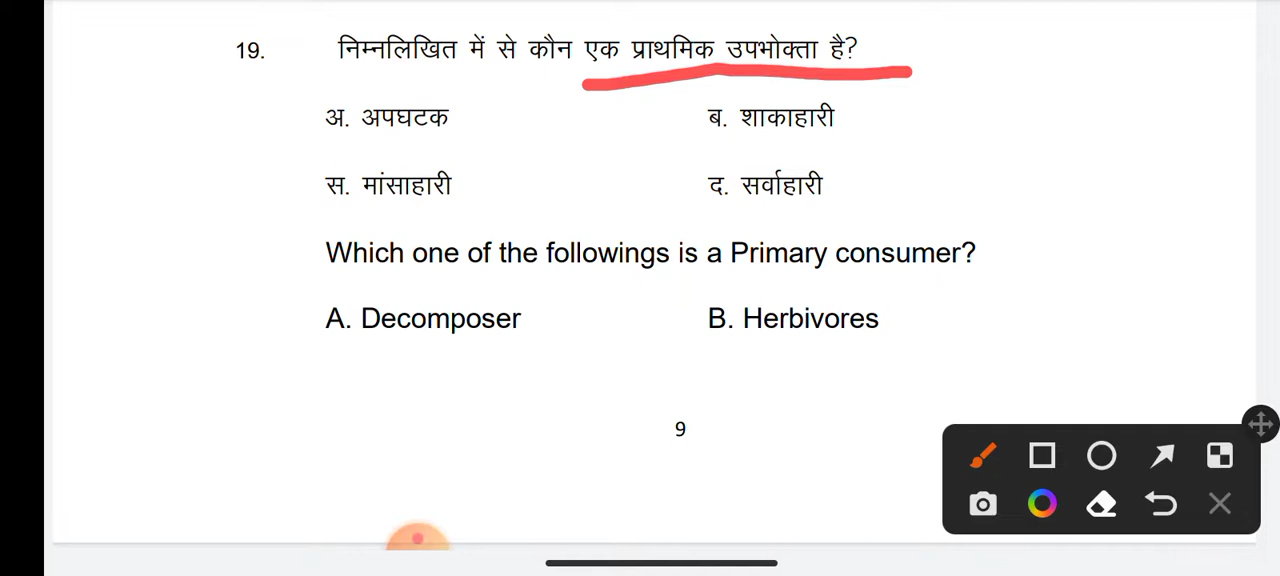 19. निम्नलिखित में से कौन एक प्राथमिक उपभोक्ता है?
अ. अपघटक ब. शाकाहारी
स. मांसाहारी द. सर्वाहारी
Which one of the followings is a Primary consumer?
A. Decomposer B. Herbivores
9